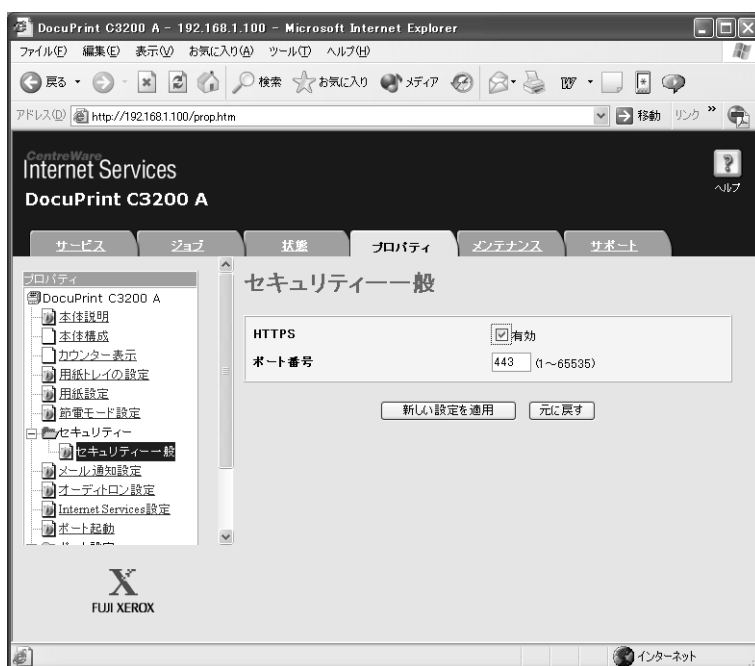 DocuPrint C3200 A - 192.168.1.100 - Microsoft Internet Explorer
ファイル(F) 編集(E) 表示(V) お気に入り(A) ツール(T) ヘルプ(H)
戻る 検索 お気に入り メディア
アドレス(D) http://192.168.1.100/prop.htm 移動 リンク »
CentreWare
Internet Services
DocuPrint C3200 A
?
ヘルプ
サービス ジョブ 状態 プロパティ メンテナンス サポート
プロパティ
DocuPrint C3200 A
本体説明
本体構成
カウンター表示
用紙トレイの設定
用紙設定
節電モード設定
セキュリティー
セキュリティー一般
メール通知設定
オーディトロン設定
Internet Services設定
ポート起動
セキュリティー一般
HTTPS 有効
ポート番号 443 (1～65535)
新しい設定を適用 元に戻す
X
FUJI XEROX
インターネット